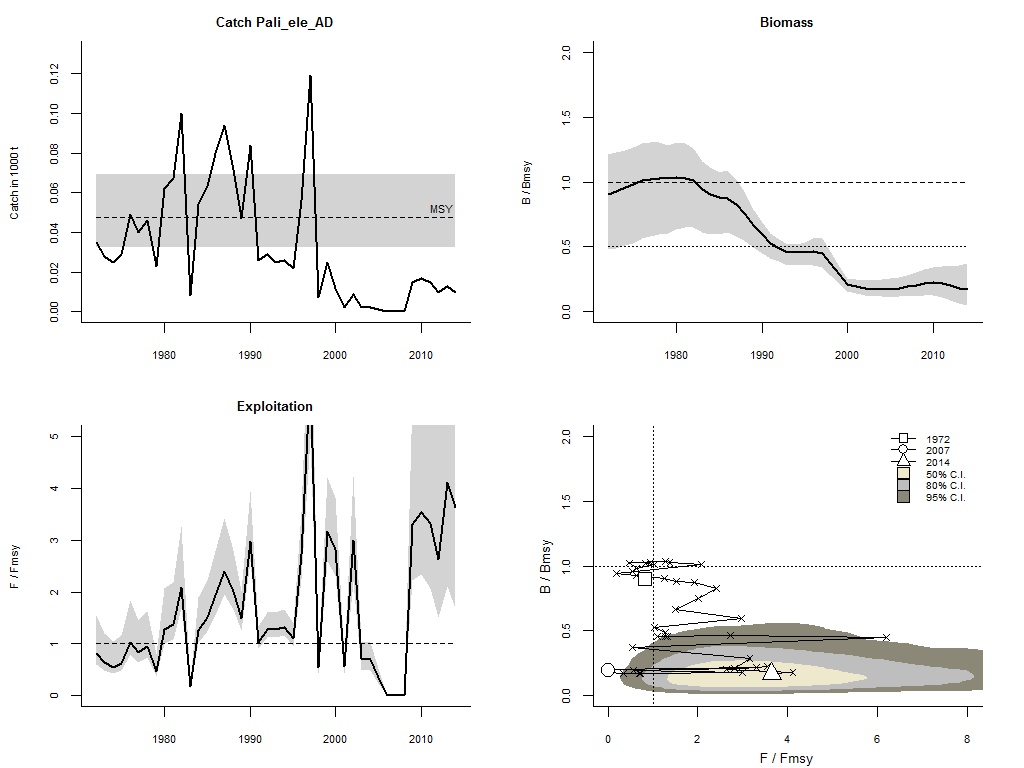 Catch Pali_ele_AD
Catch in 1000 t
0.00 0.02 0.04 0.06 0.08 0.10 0.12
MSY
1980 1990 2000 2010
Biomass
B / Bmsy
0.0 0.5 1.0 1.5 2.0
1980 1990 2000 2010
Exploitation
F / Fmsy
0 1 2 3 4 5
1980 1990 2000 2010
B / Bmsy
0.0 0.5 1.0 1.5 2.0
1972
2007
2014
50% C.I.
80% C.I.
95% C.I.
0 2 4 6 8
F / Fmsy